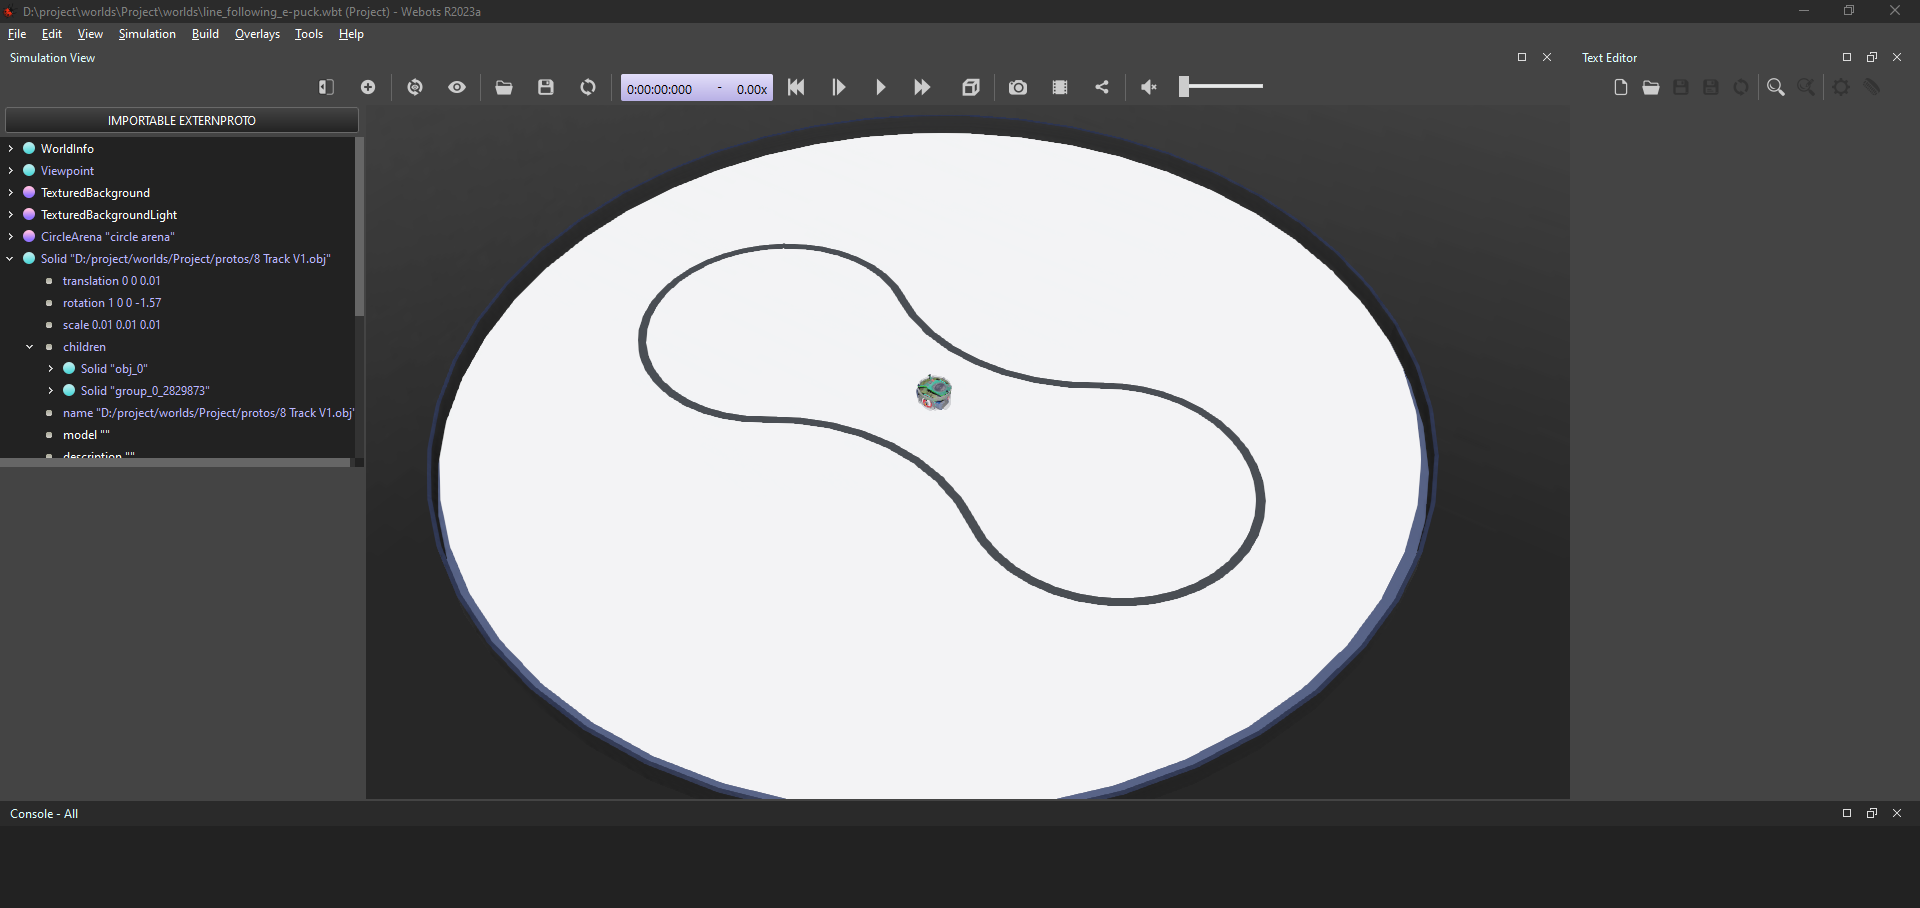 D:\project\worlds\Project\worlds\line_following_e-puck.wbt (Project) - Webots R2023a
File Edit View Simulation Build Overlays Tools Help
Simulation View
Text Editor
0:00:00:000 - 0.00x
IMPORTABLE EXTERNPROTO
WorldInfo
Viewpoint
TexturedBackground
TexturedBackgroundLight
CircleArena "circle arena"
Solid "D:/project/worlds/Project/protos/8 Track V1.obj"
translation 0 0 0.01
rotation 1 0 0 -1.57
scale 0.01 0.01 0.01
children
Solid "obj_0"
Solid "group_0_2829873"
name "D:/project/worlds/Project/protos/8 Track V1.obj"
model ""
description ""
Console - All